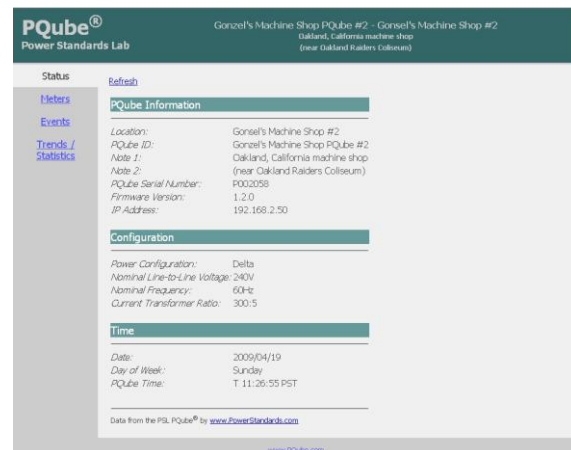 PQube®
Power Standards Lab
Gonzel's Machine Shop PQube #2 - Gonsel's Machine Shop #2
Oakland, California machine shop
(near Oakland Raiders Coliseum)
Status
Meters
Events
Trends /
Statistics
Refresh
PQube Information
Location: Gonsel's Machine Shop #2
PQube ID: Gonzel's Machine Shop PQube #2
Note 1: Oakland, California machine shop
Note 2: (near Oakland Raiders Coliseum)
PQube Serial Number: P002058
Firmware Version: 1.2.0
IP Address: 192.168.2.50
Configuration
Power Configuration: Delta
Nominal Line-to-Line Voltage: 240V
Nominal Frequency: 60Hz
Current Transformer Ratio: 300:5
Time
Date: 2009/04/19
Day of Week: Sunday
PQube Time: T 11:26:55 PST
Data from the PSL PQube® by www.PowerStandards.com
www.PQube.com